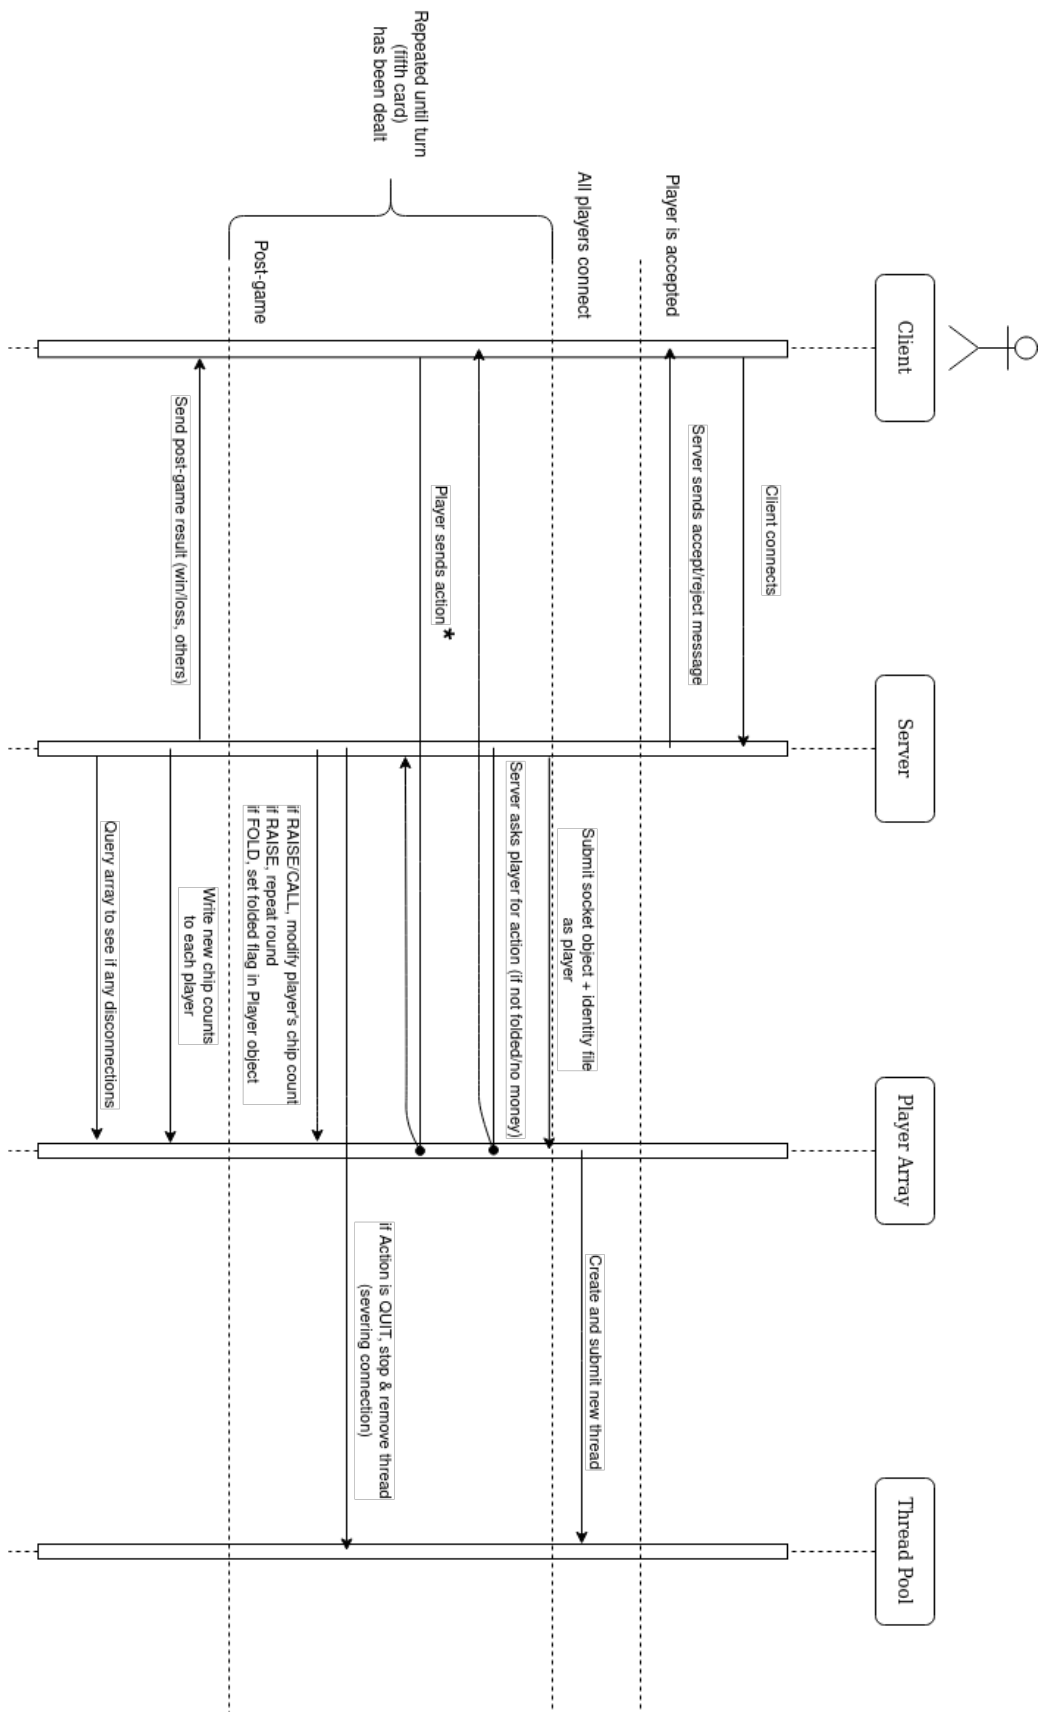 Client
Server
Player Array
Thread Pool
Client connects
Server sends accept/reject message
Player is accepted
Create and submit new thread
Submit socket object + identity file
as player
All players connect
Server asks player for action (if not folded/no money)
Player sends action
*
Repeated until turn
(fifth card)
has been dealt
if Action is QUIT, stop & remove thread
(severing connection)
if RAISE/CALL, modify player's chip count
if RAISE, repeat round
if FOLD, set folded flag in Player object
Post-game
Send post-game result (win/loss, others)
Write new chip counts
to each player
Query array to see if any disconnections